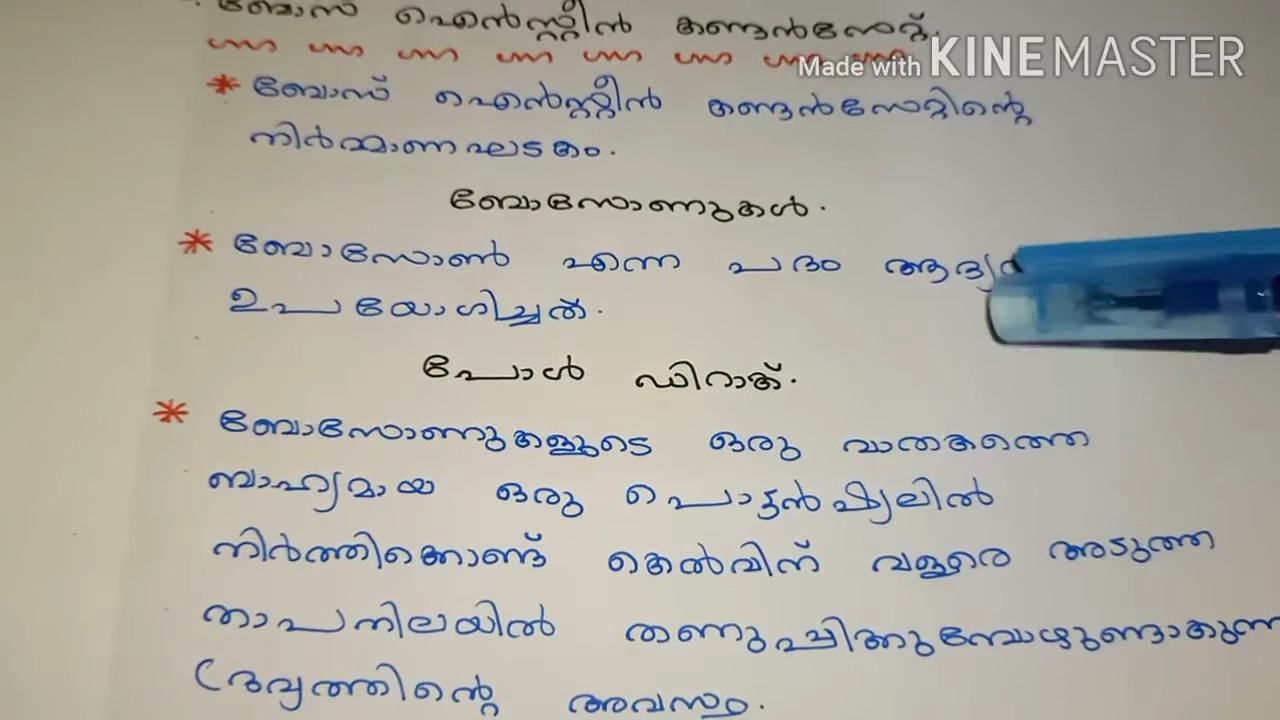 ബോസ് ഐൻസ്റ്റീൻ കണ്ടൻസേറ്റ്.
Made with KINEMASTER
* ബോസ് ഐൻസ്റ്റീൻ കണ്ടൻസേറ്റിന്റെ
നിർമ്മാണഘടകം.
ബോസോണുകൾ.
* ബോസോൺ എന്ന പദം
ഉപയോഗിച്ചത്.
പോൾ ഡിറാക്.
* ബോസോണുകളുടെ ഒരു വാതകത്തെ
ബാഹ്യമായ ഒരു പൊട്ടൻഷ്യലിൽ
നിർത്തിക്കൊണ്ട് കെൽവിന് വളരെ അടുത്ത
താപനിലയിൽ തണുപ്പിക്കുമ്പോഴുണ്ടാകുന്ന
ദ്രവ്യത്തിന്റെ അവസ്ഥ.